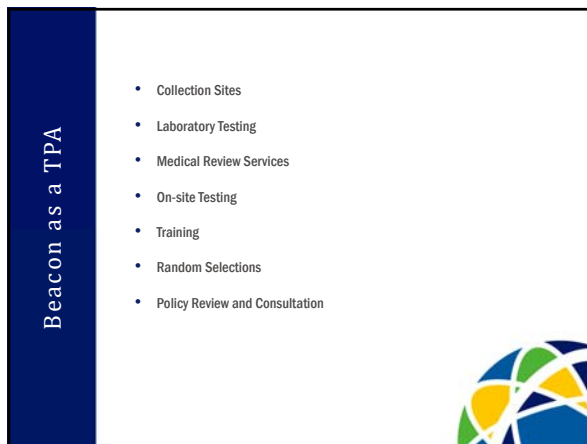 Beacon as a TPA
• Collection Sites
• Laboratory Testing
• Medical Review Services
• On-site Testing
• Training
• Random Selections
• Policy Review and Consultation